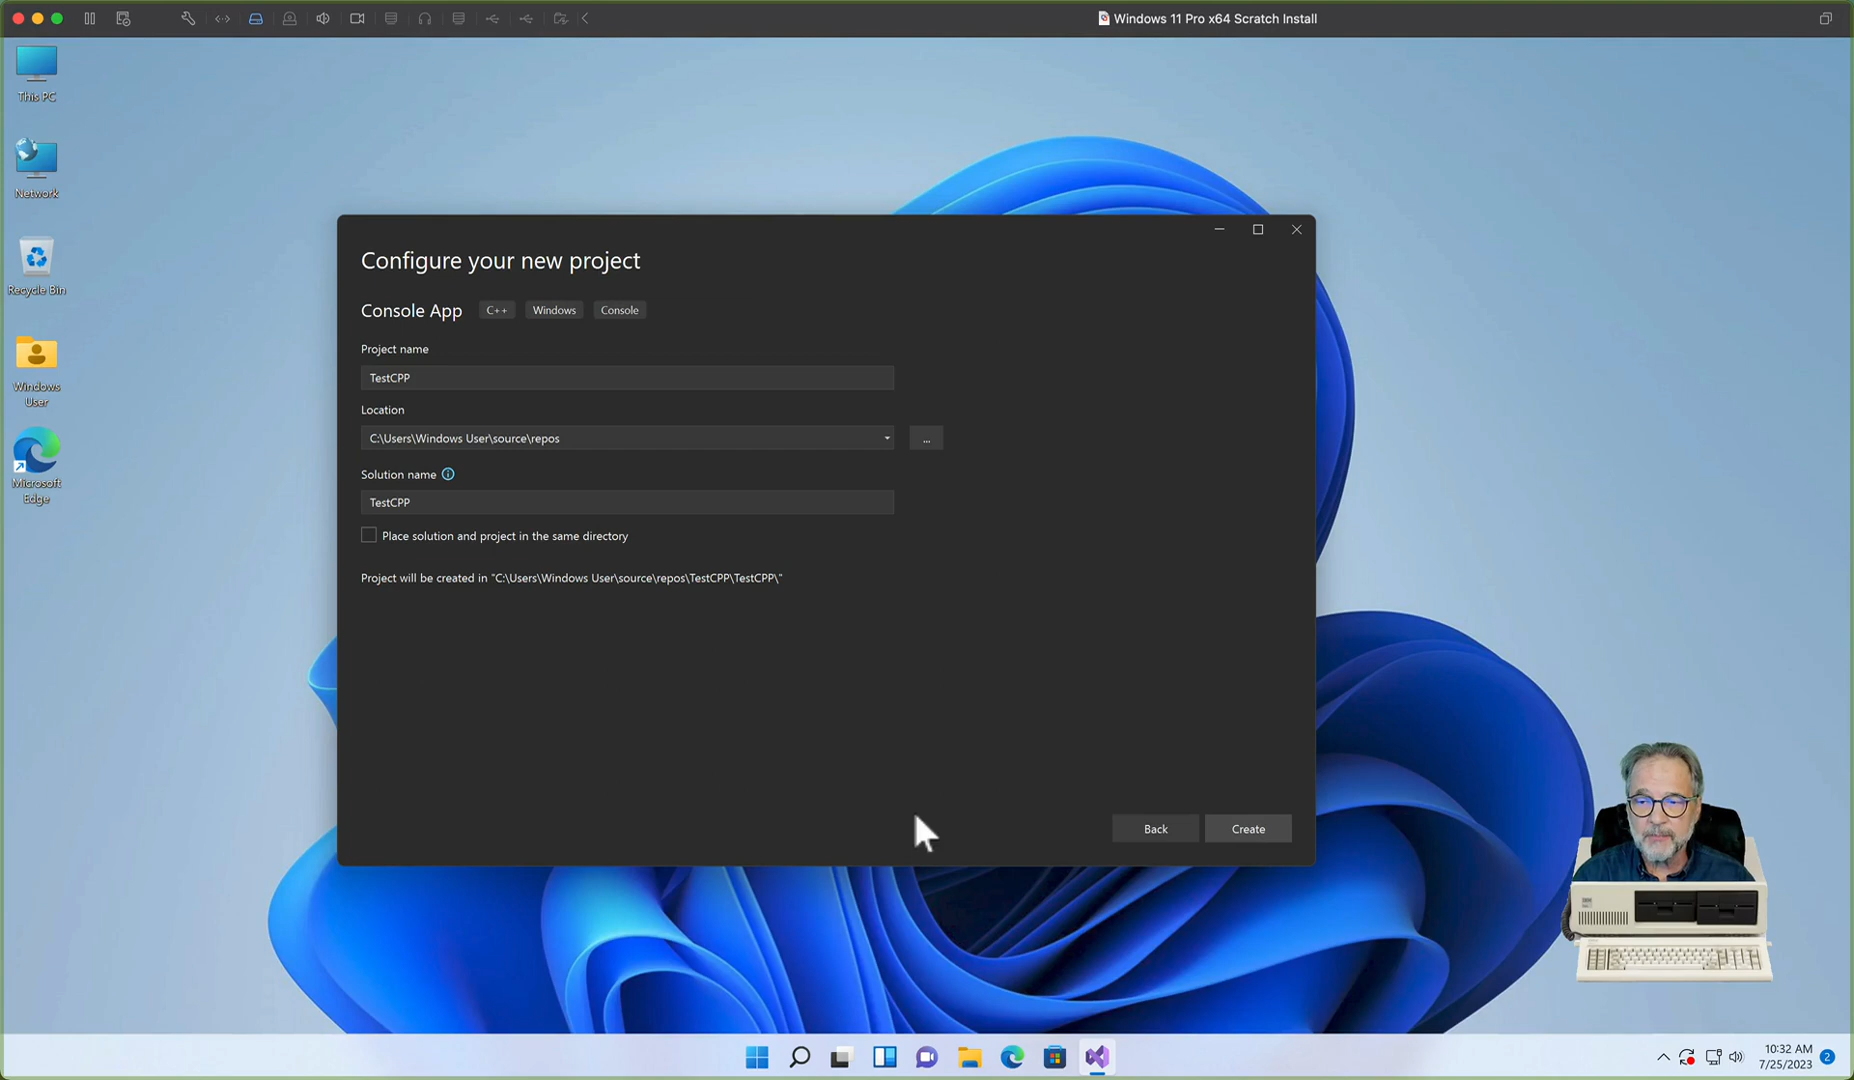 Windows 11 Pro x64 Scratch Install
This PC
Network
Recycle Bin
Windows
User
Microsoft
Edge
Configure your new project
Console App
C++
Windows
Console
Project name
TestCPP
Location
C:\Users\Windows User\source\repos
...
Solution name
TestCPP
Place solution and project in the same directory
Project will be created in "C:\Users\Windows User\source\repos\TestCPP\TestCPP\"
Back
Create
10:32 AM
7/25/2023
2